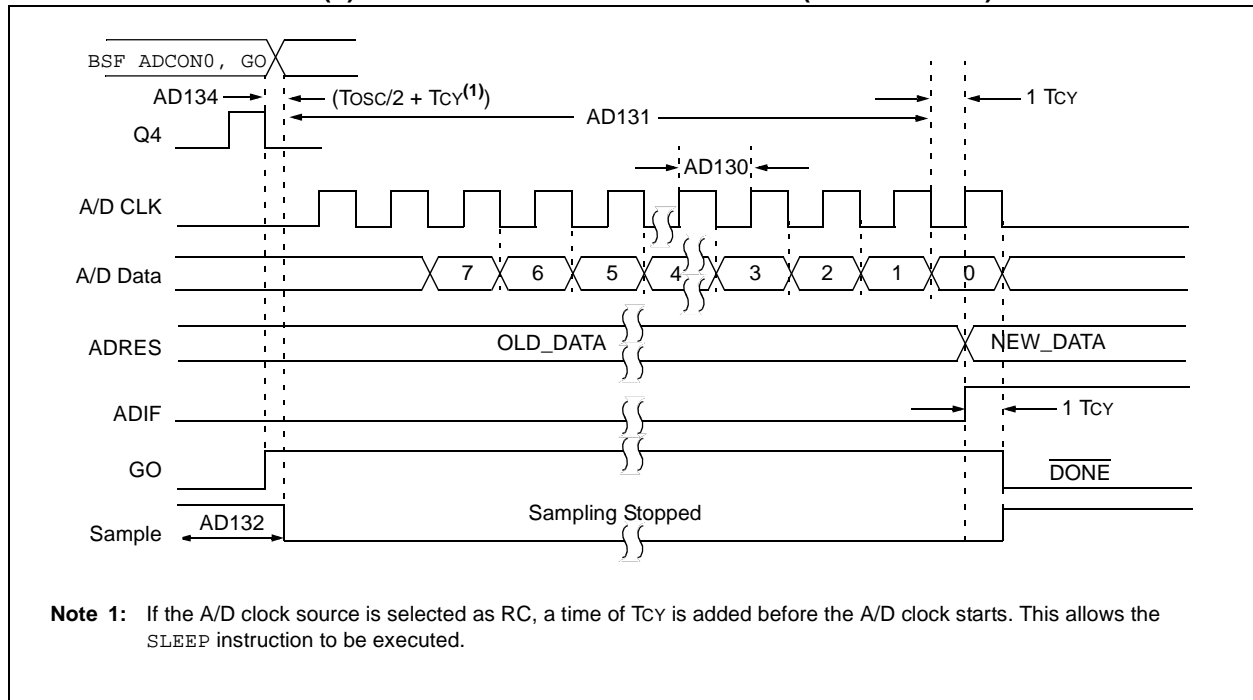 BSF ADCON0, GO
AD134 (TOSC/2 + TCY(1)) 1 TCY
AD131
Q4
AD130
A/D CLK
A/D Data 7 6 5 4 3 2 1 0
ADRES OLD_DATA NEW_DATA
ADIF 1 TCY
GO DONE
Sample AD132 Sampling Stopped
Note 1: If the A/D clock source is selected as RC, a time of TCY is added before the A/D clock starts. This allows the
SLEEP instruction to be executed.